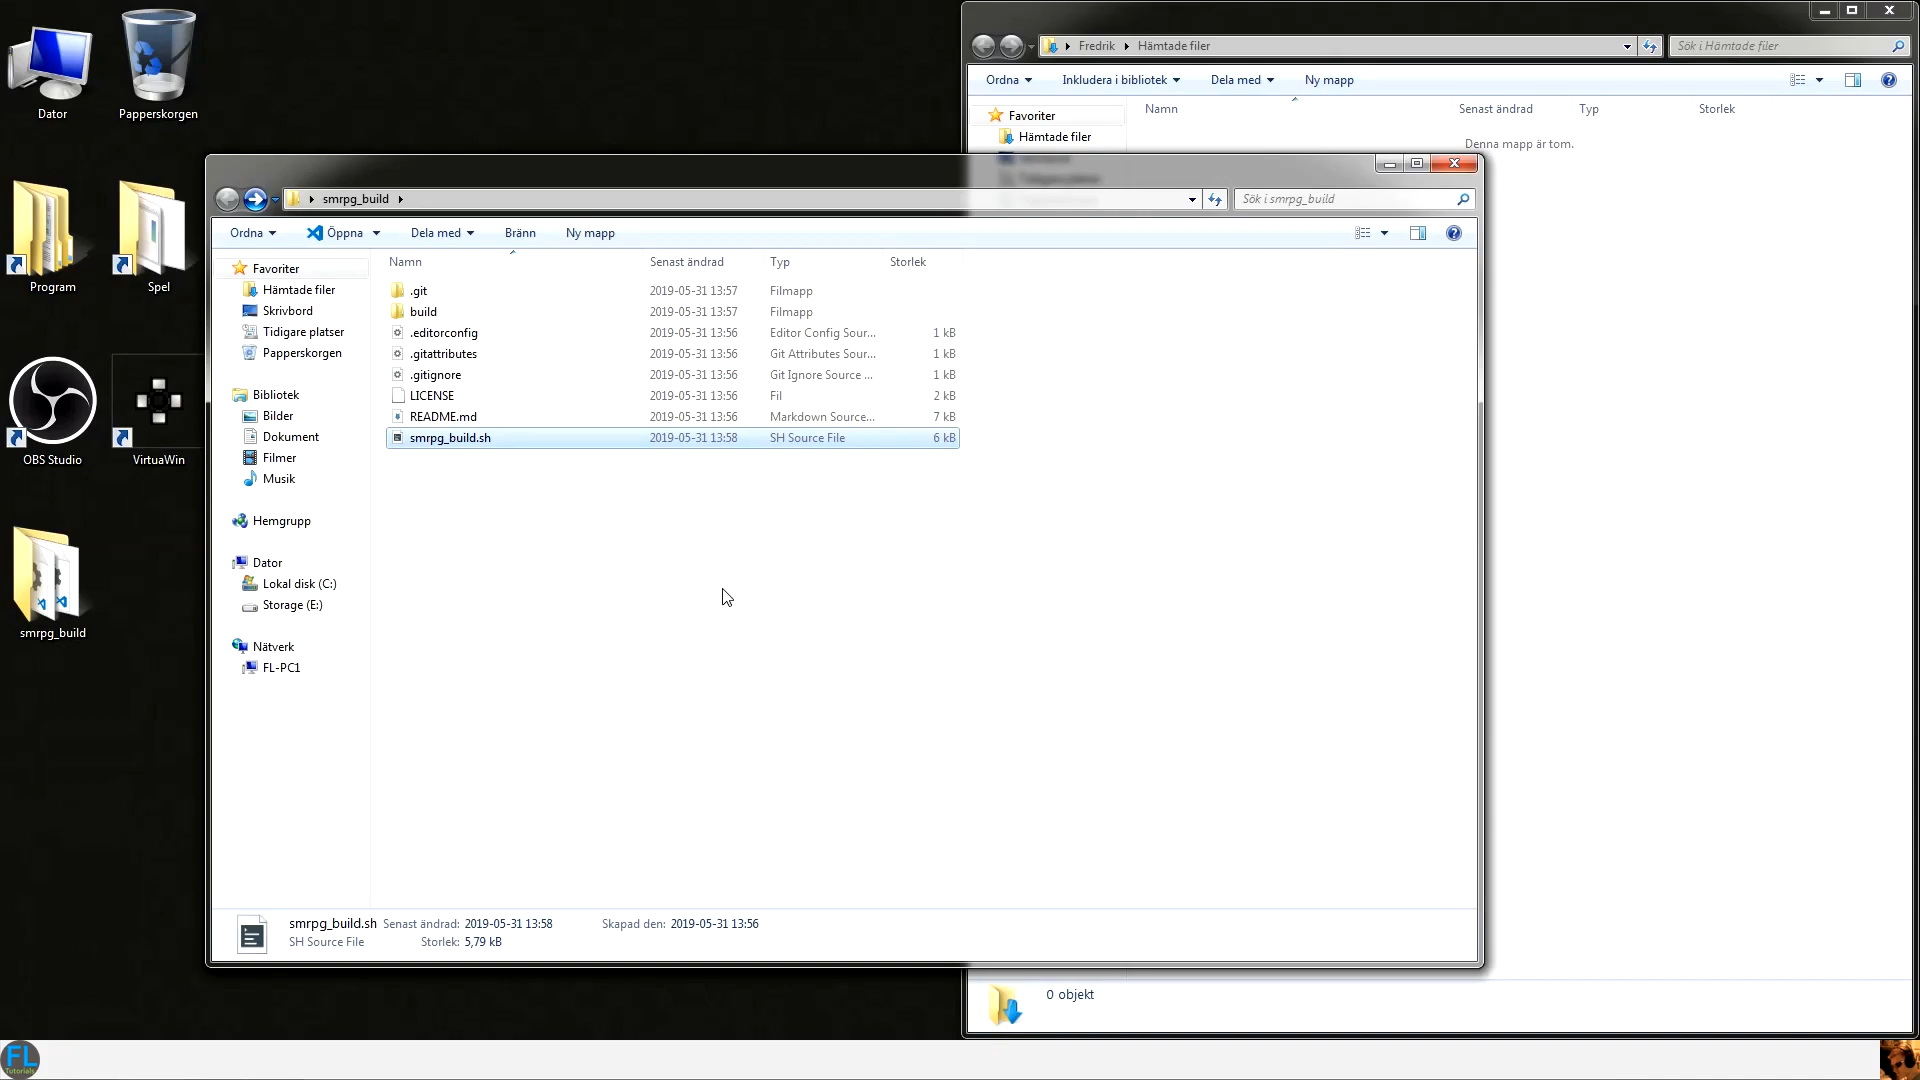 Dator
Papperskorgen
Program
Spel
OBS Studio
VirtuaWin
smrpg_build
Fredrik
Hämtade filer
Sök i Hämtade filer
Ordna
Inkludera i bibliotek
Dela med
Ny mapp
Favoriter
Hämtade filer
Namn
Senast ändrad
Typ
Storlek
Denna mapp är tom.
smrpg_build
Sök i smrpg_build
Ordna
Öppna
Dela med
Bränn
Ny mapp
Favoriter
Hämtade filer
Skrivbord
Tidigare platser
Papperskorgen
Bibliotek
Bilder
Dokument
Filmer
Musik
Hemgrupp
Dator
Lokal disk (C:)
Storage (E:)
Nätverk
FL-PC1
Namn Senast ändrad Typ Storlek
.git 2019-05-31 13:57 Filmapp
build 2019-05-31 13:57 Filmapp
.editorconfig 2019-05-31 13:56 Editor Config Sour... 1 kB
.gitattributes 2019-05-31 13:56 Git Attributes Sour... 1 kB
.gitignore 2019-05-31 13:56 Git Ignore Source ... 1 kB
LICENSE 2019-05-31 13:56 Fil 2 kB
README.md 2019-05-31 13:56 Markdown Source... 7 kB
smrpg_build.sh 2019-05-31 13:58 SH Source File 6 kB
smrpg_build.sh Senast ändrad: 2019-05-31 13:58 Skapad den: 2019-05-31 13:56
SH Source File Storlek: 5,79 kB
0 objekt
FL
Tutorials